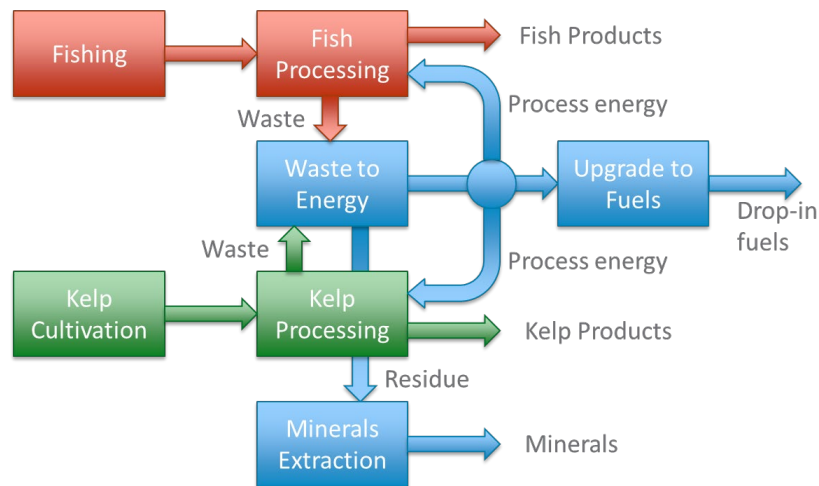 Fishing
Fish
Processing
Fish Products
Waste
Process energy
Waste to
Energy
Upgrade to
Fuels
Drop-in
fuels
Waste
Process energy
Kelp
Cultivation
Kelp
Processing
Kelp Products
Residue
Minerals
Extraction
Minerals